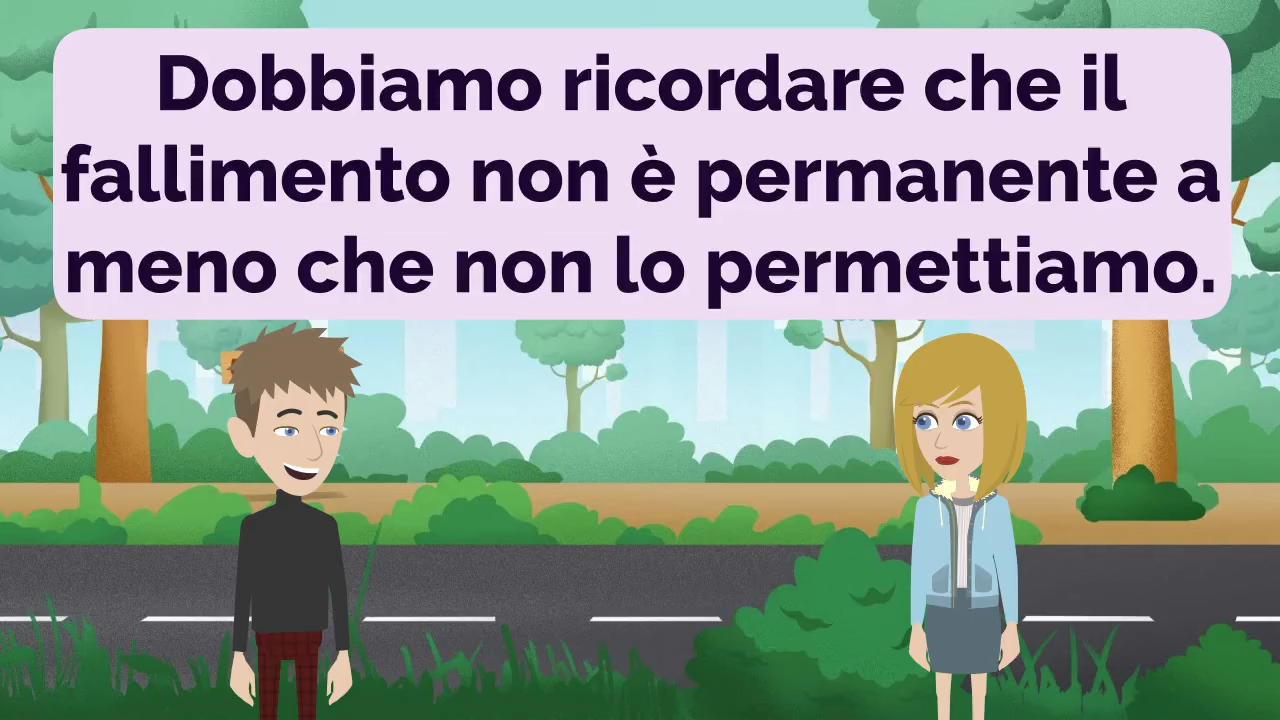 Dobbiamo ricordare che il
fallimento non è permanente a
meno che non lo permettiamo.